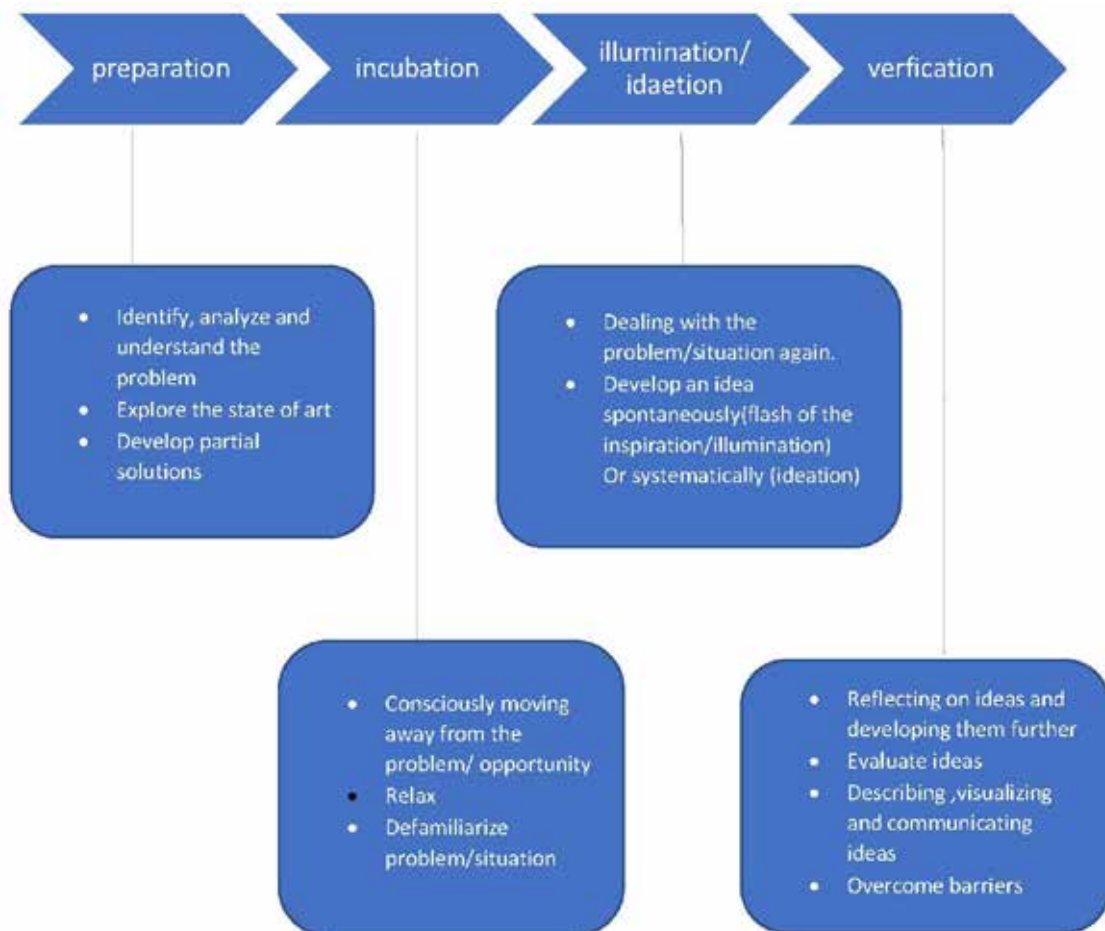 preparation
incubation
illumination/
idaetion
verfication
• Identify, analyze and
understand the
problem
• Explore the state of art
• Develop partial
solutions
• Dealing with the
problem/situation again.
• Develop an idea
spontaneously(flash of the
inspiration/illumination)
Or systematically (ideation)
• Consciously moving
away from the
problem/ opportunity
• Relax
• Defamiliarize
problem/situation
• Reflecting on ideas and
developing them further
• Evaluate ideas
• Describing ,visualizing
and communicating
ideas
• Overcome barriers